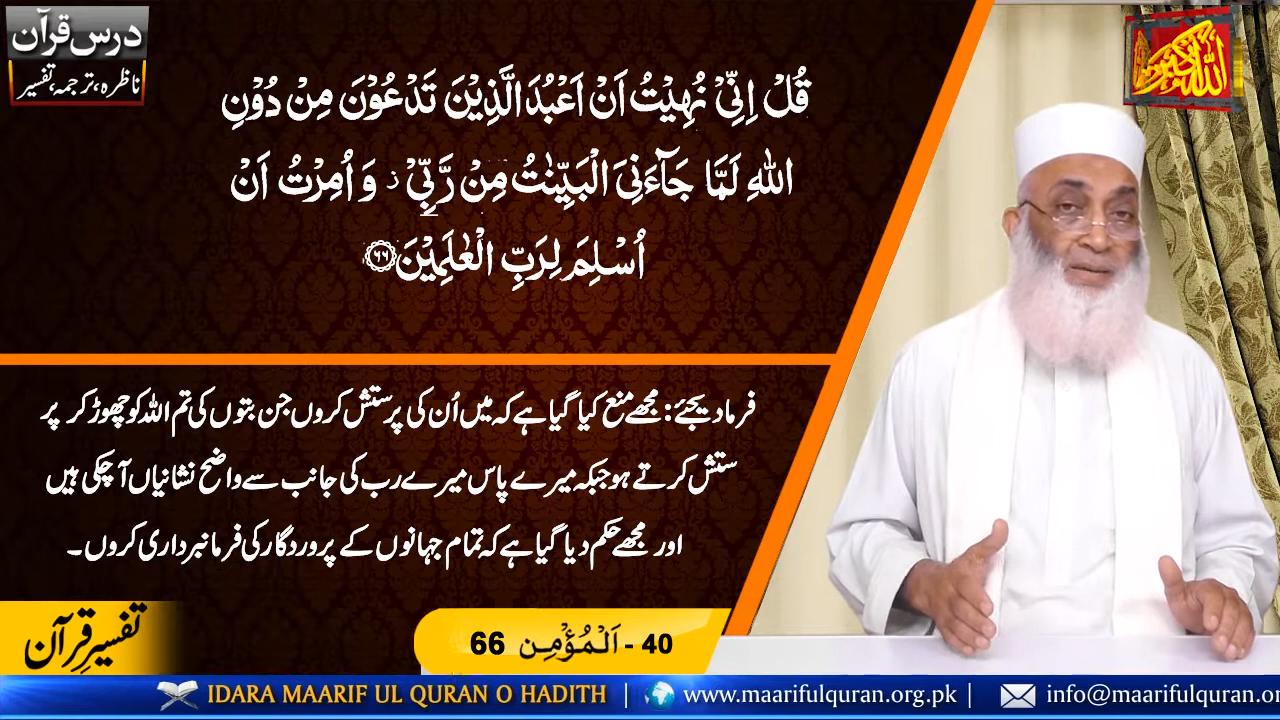 درس قرآن
ناظرہ، ترجمہ، تفسیر
اللہ اکبر
قُلْ اِنِّیْ نُهِیْتُ اَنْ اَعْبُدَ الَّذِیْنَ تَدْعُوْنَ مِنْ دُوْنِ
اللّٰهِ لَمَّا جَآءَنِیَ الْبَیِّنٰتُ مِنْ رَّبِّیْ ۫ وَ اُمِرْتُ اَنْ
اُسْلِمَ لِرَبِّ الْعٰلَمِیْنَ ۶۶
فرما دیجئے: مجھے منع کیا گیا ہے کہ میں اُن کی پرستش کروں جن بتوں کی تم اللہ کو چھوڑ کر پر
ستش کرتے ہو جبکہ میرے پاس میرے رب کی جانب سے واضح نشانیاں آچکی ہیں
اور مجھے حکم دیا گیا ہے کہ تمام جہانوں کے پروردگار کی فرمانبرداری کروں۔
تفسیرِ قرآن
40 - اَلْمُؤْمِن 66
IDARA MAARIF UL QURAN O HADITH | www.maarifulquran.org.pk | info@maarifulquran.or